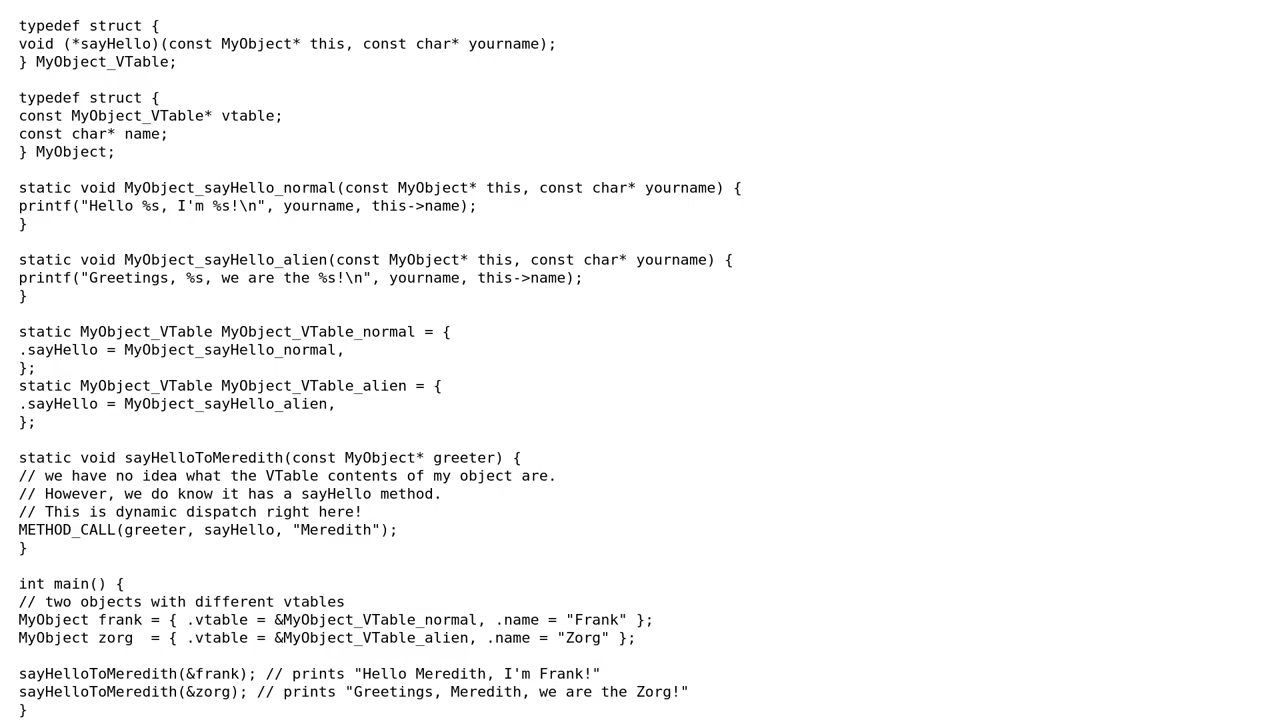 typedef struct {
void (*sayHello)(const MyObject* this, const char* yourname);
} MyObject_VTable;

typedef struct {
const MyObject_VTable* vtable;
const char* name;
} MyObject;

static void MyObject_sayHello_normal(const MyObject* this, const char* yourname) {
printf("Hello %s, I'm %s!\n", yourname, this->name);
}

static void MyObject_sayHello_alien(const MyObject* this, const char* yourname) {
printf("Greetings, %s, we are the %s!\n", yourname, this->name);
}

static MyObject_VTable MyObject_VTable_normal = {
.sayHello = MyObject_sayHello_normal,
};
static MyObject_VTable MyObject_VTable_alien = {
.sayHello = MyObject_sayHello_alien,
};

static void sayHelloToMeredith(const MyObject* greeter) {
// we have no idea what the VTable contents of my object are.
// However, we do know it has a sayHello method.
// This is dynamic dispatch right here!
METHOD_CALL(greeter, sayHello, "Meredith");
}

int main() {
// two objects with different vtables
MyObject frank = { .vtable = &MyObject_VTable_normal, .name = "Frank" };
MyObject zorg  = { .vtable = &MyObject_VTable_alien, .name = "Zorg" };

sayHelloToMeredith(&frank); // prints "Hello Meredith, I'm Frank!"
sayHelloToMeredith(&zorg); // prints "Greetings, Meredith, we are the Zorg!"
}